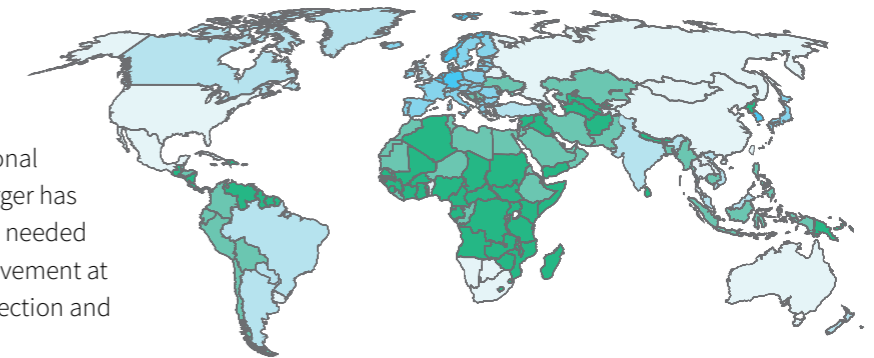 onal
ger has
needed
vement at
ection and